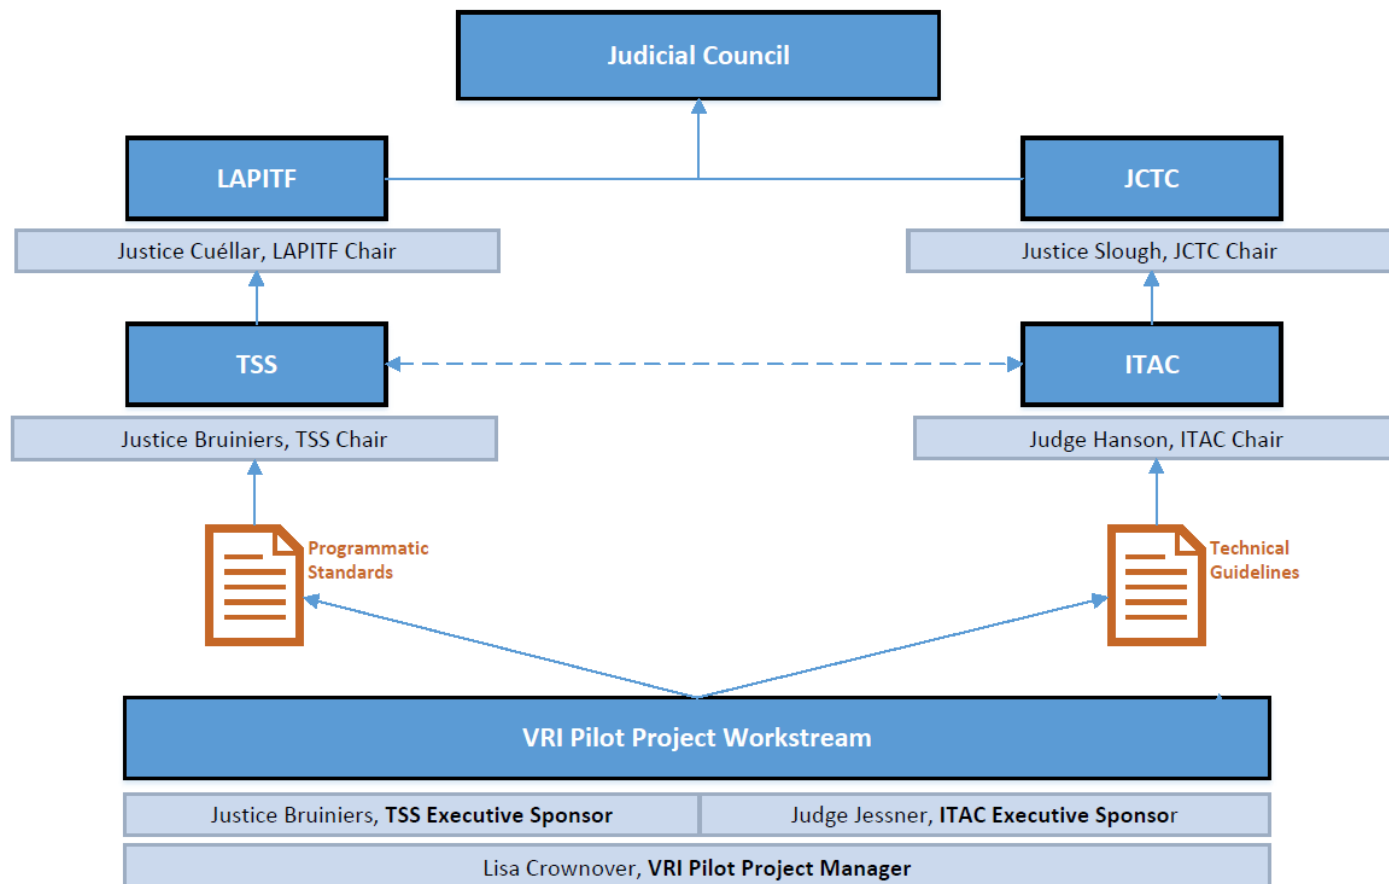 Judicial Council
LAPITF
JCTC
Justice Cuéllar, LAPITF Chair
Justice Slough, JCTC Chair
TSS
ITAC
Justice Bruiniers, TSS Chair
Judge Hanson, ITAC Chair
Programmatic
Standards
Technical
Guidelines
VRI Pilot Project Workstream
Justice Bruiniers, TSS Executive Sponsor
Judge Jessner, ITAC Executive Sponsor
Lisa Crownover, VRI Pilot Project Manager